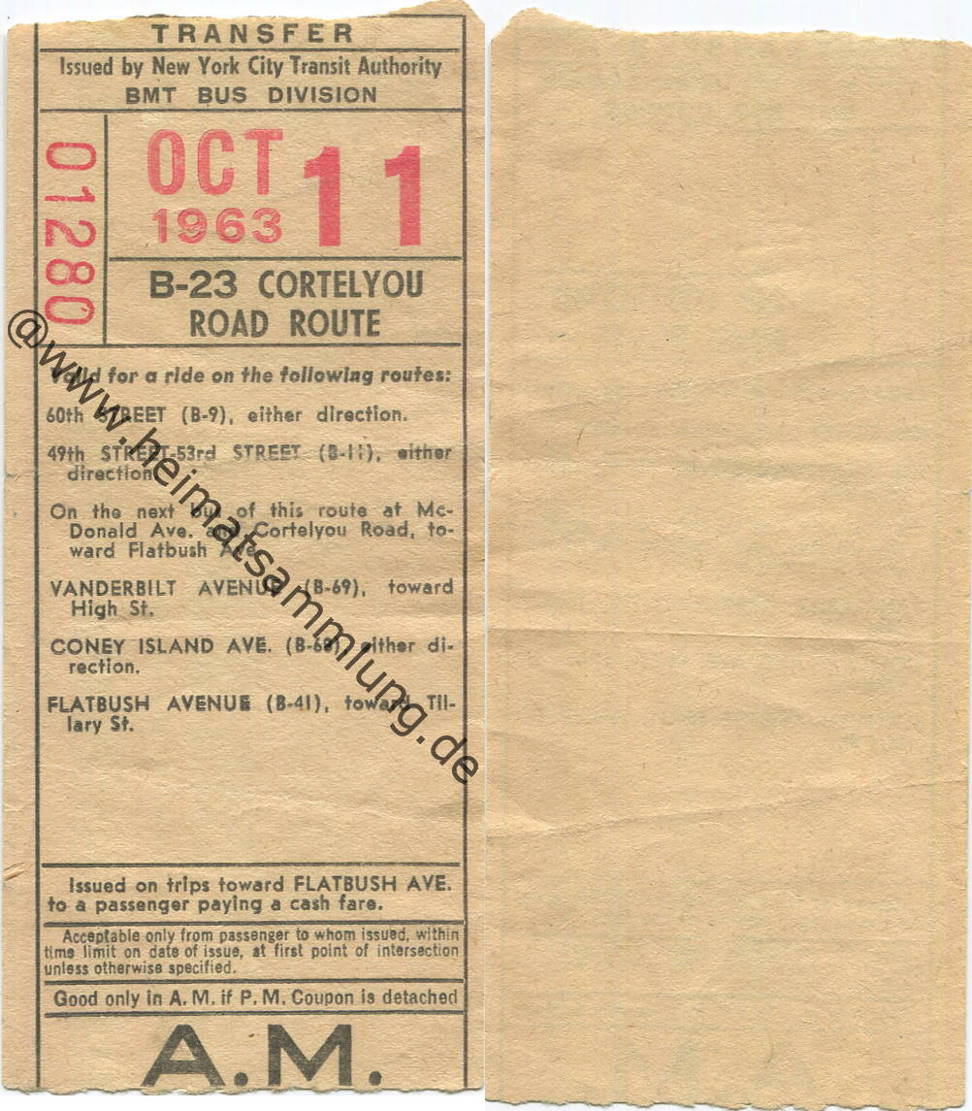 TRANSFER
Issued by New York City Transit Authority
BMT BUS DIVISION
01280
OCT 11
1963
B-23 CORTELYOU
ROAD ROUTE
Valid for a ride on the following routes:
60th STREET (B-9), either direction.
49th STREET-53rd STREET (B-11), either
direction.
On the next bus of this route at Mc-
Donald Ave. and Cortelyou Road, to-
ward Flatbush Ave.
VANDERBILT AVENUE (B-69), toward
High St.
CONEY ISLAND AVE. (B-68), either di-
rection.
FLATBUSH AVENUE (B-41), toward Til-
lary St.
Issued on trips toward FLATBUSH AVE.
to a passenger paying a cash fare.
Acceptable only from passenger to whom issued, within
time limit on date of issue, at first point of intersection
unless otherwise specified.
Good only in A.M. if P.M. Coupon is detached
A.M.
@www.heimatsammlung.de